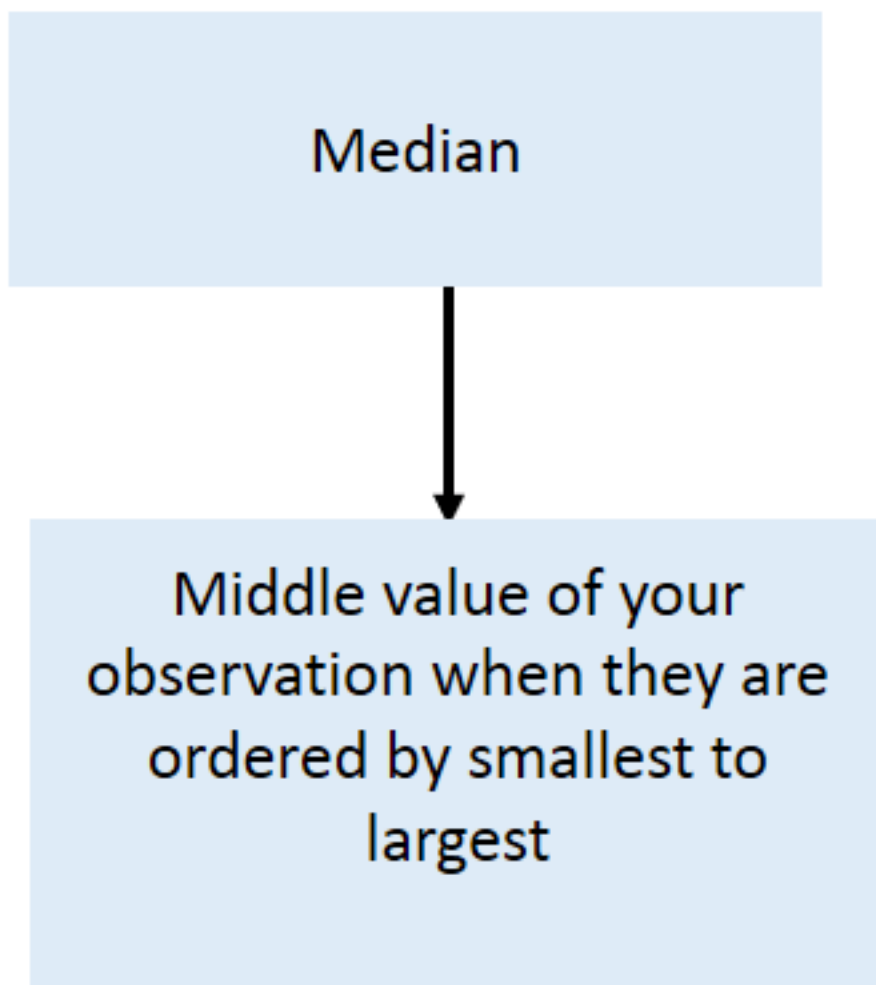 Median
Middle value of your
observation when they are
ordered by smallest to
largest